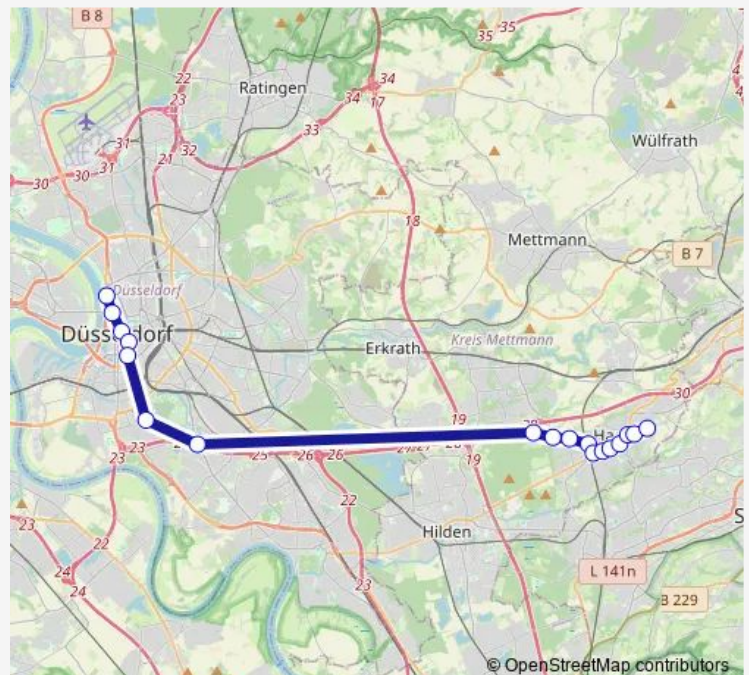 B 8
35
35
22
34
23
Ratingen
34
17
33
31
32
Wülfrath
21
31
30
30
18
Mettmann
B 7
Düsseldorf
Kreis Mettmann
Erkrath
30
19
23
25
26
26
19
23
22
23
Hilden
22
24
24
L 141n
B 229
23
© OpenStreetMap contributors